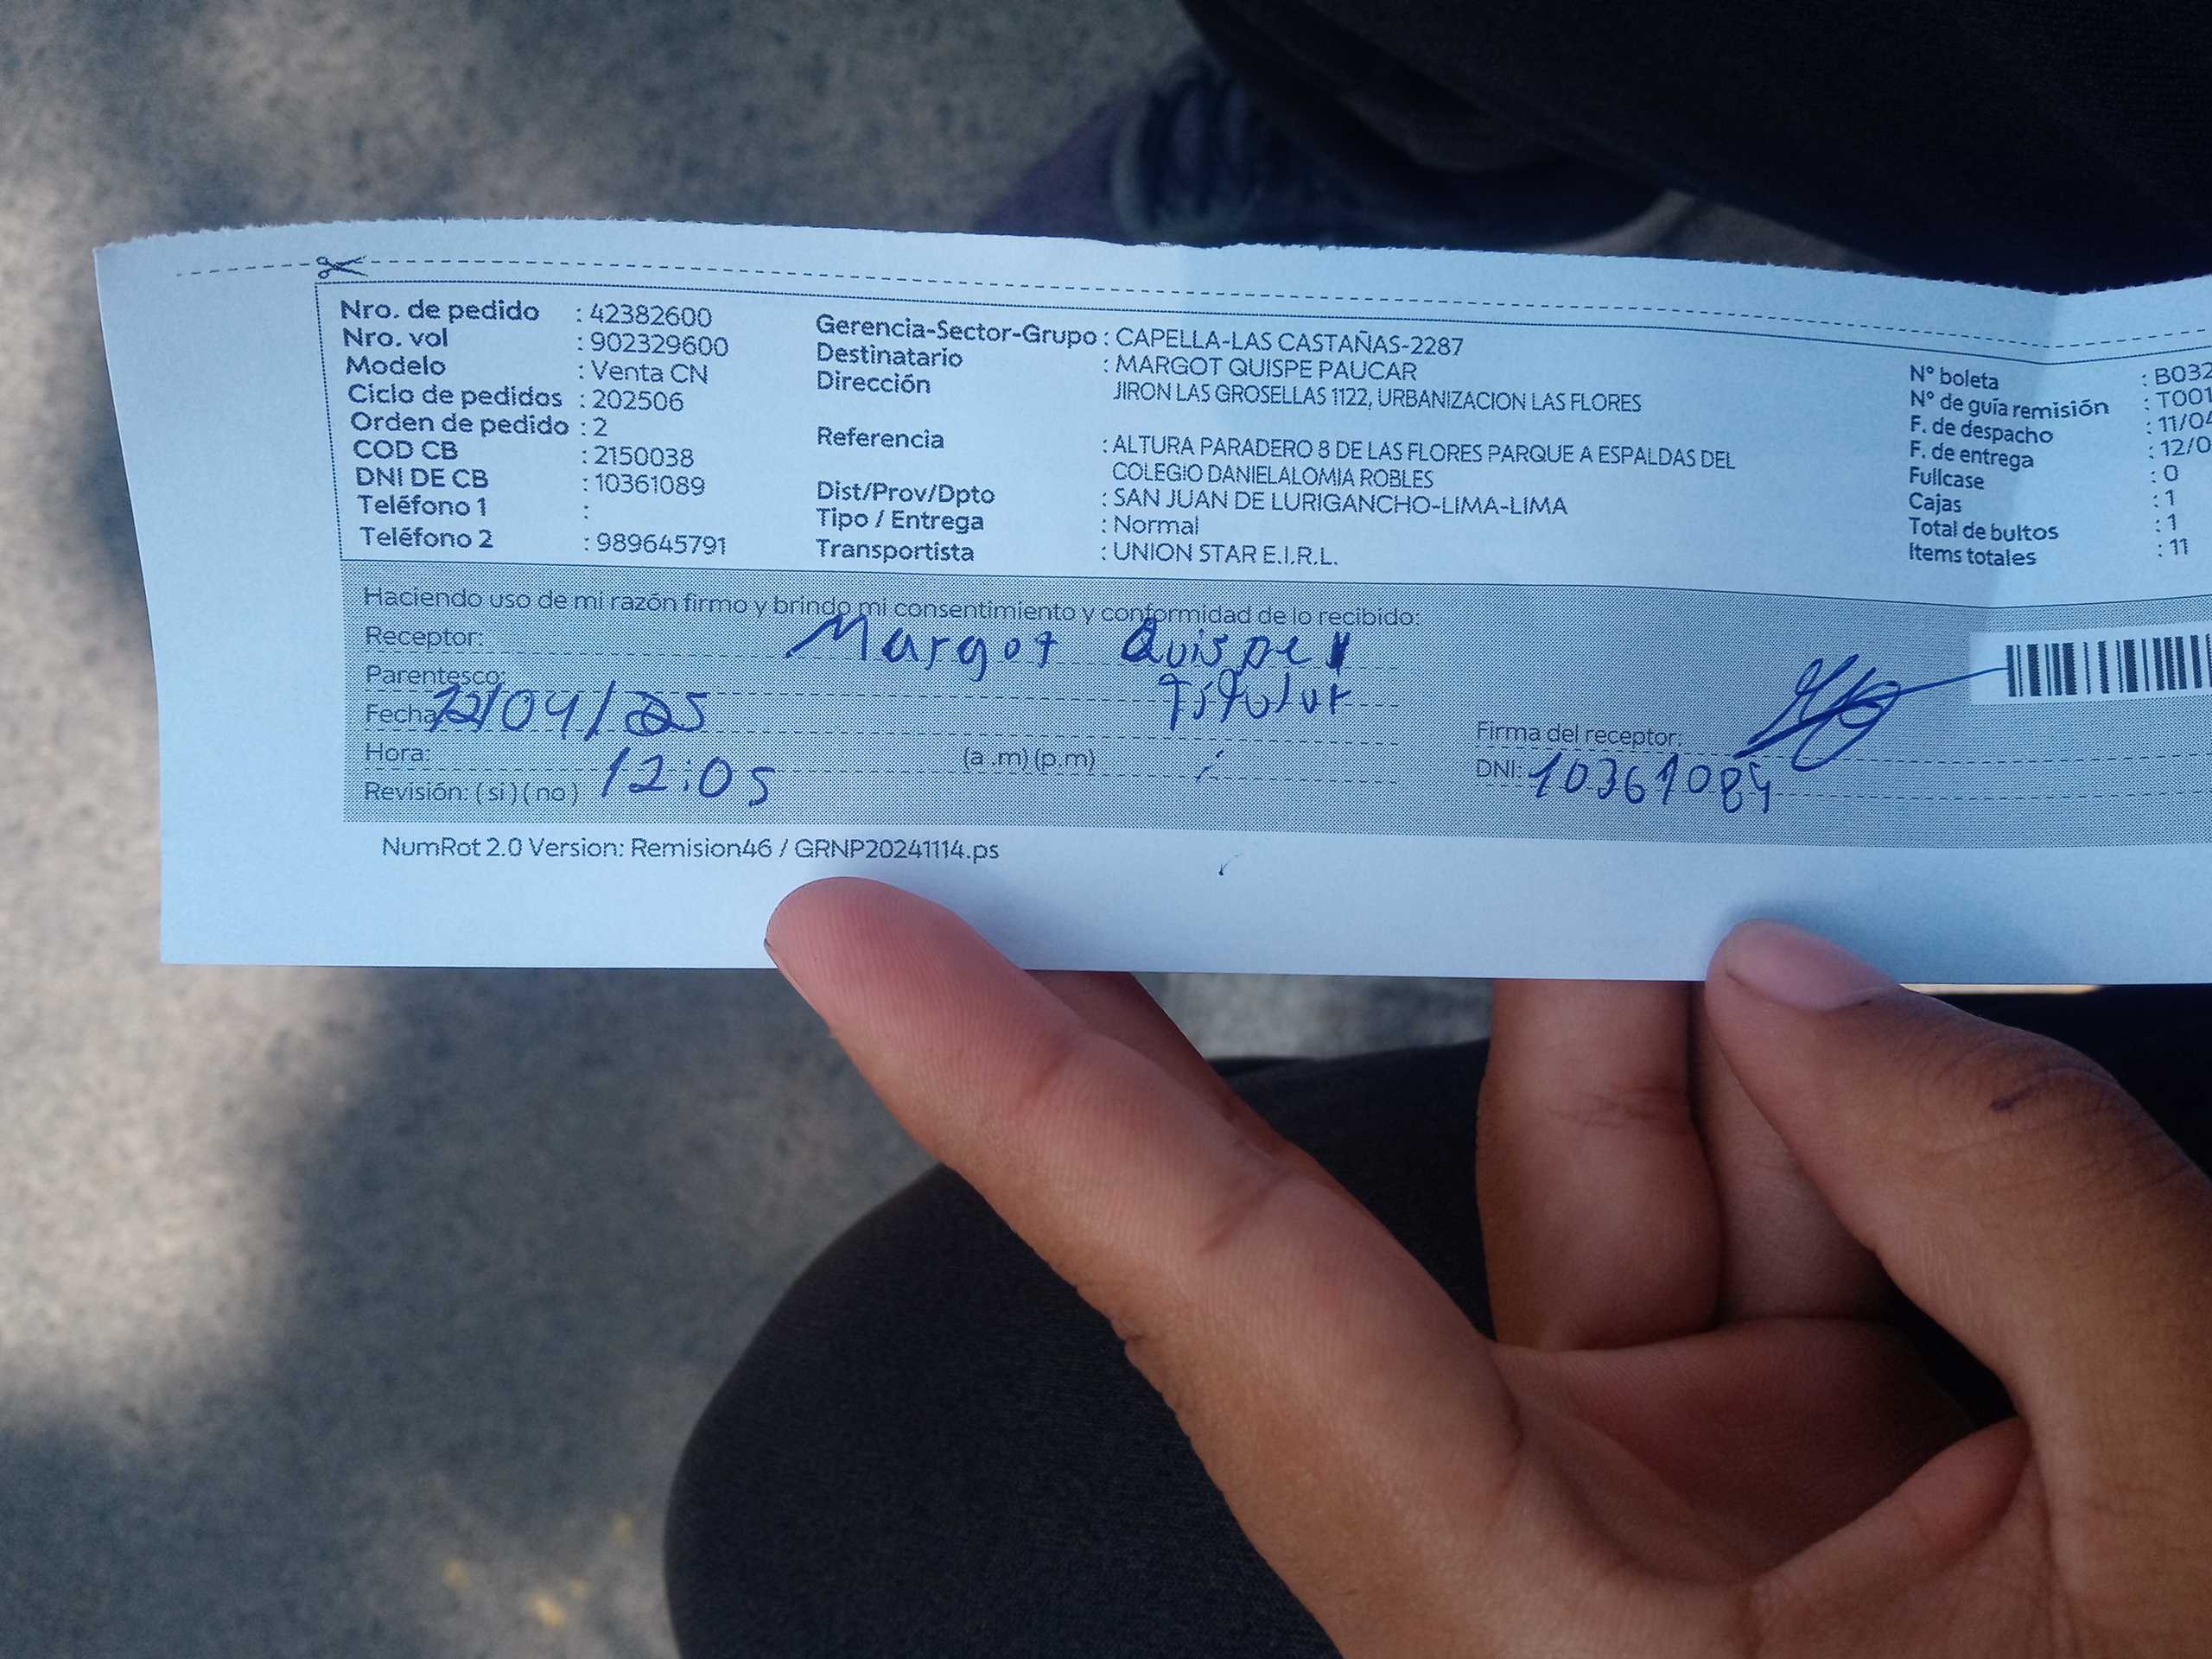 Nro. de pedido : 42382600
Nro. vol : 902329600
Modelo : Venta CN
Ciclo de pedidos : 202506
Orden de pedido : 2
COD CB : 2150038
DNI DE CB : 10361089
Teléfono 1 :
Teléfono 2 : 989645791
Gerencia-Sector-Grupo : CAPELLA-LAS CASTAÑAS-2287
Destinatario : MARGOT QUISPE PAUCAR
Dirección JIRON LAS GROSELLAS 1122, URBANIZACION LAS FLORES
Referencia : ALTURA PARADERO 8 DE LAS FLORES PARQUE A ESPALDAS DEL
COLEGIO DANIELALOMIA ROBLES
Dist/Prov/Dpto : SAN JUAN DE LURIGANCHO-LIMA-LIMA
Tipo / Entrega : Normal
Transportista : UNION STAR E.I.R.L.
N° boleta : B032
N° de guía remisión : T001
F. de despacho : 11/04
F. de entrega : 12/0
Fullcase : 0
Cajas : 1
Total de bultos : 1
Items totales : 11
Haciendo uso de mi razón firmo y brindo mi consentimiento y conformidad de lo recibido:
Receptor: Margot Quispe
Parentesco: Titular
Fecha: 12/04/25
Hora: 12:05 (a .m) (p.m)
Revisión: ( si ) ( no )
Firma del receptor:
DNI: 10361089
NumRot 2.0 Version: Remision46 / GRNP20241114.ps